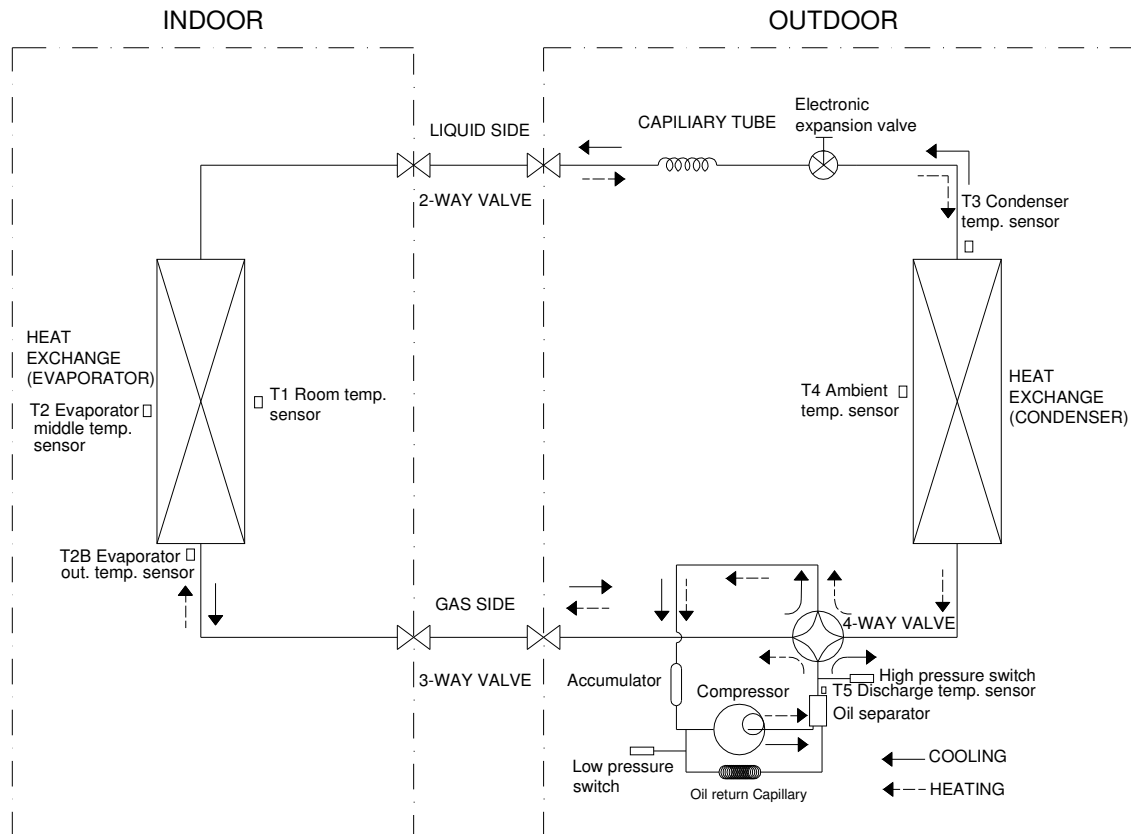 INDOOR
OUTDOOR
LIQUID SIDE
CAPILIARY TUBE
Electronic
expansion valve
2-WAY VALVE
T3 Condenser
temp. sensor
HEAT
EXCHANGE
(EVAPORATOR)
T2 Evaporator
middle temp.
sensor
T1 Room temp.
sensor
T4 Ambient
temp. sensor
HEAT
EXCHANGE
(CONDENSER)
T2B Evaporator
out. temp. sensor
GAS SIDE
3-WAY VALVE
4-WAY VALVE
Accumulator
Compressor
High pressure switch
T5 Discharge temp. sensor
Oil separator
Low pressure
switch
Oil return Capillary
COOLING
HEATING